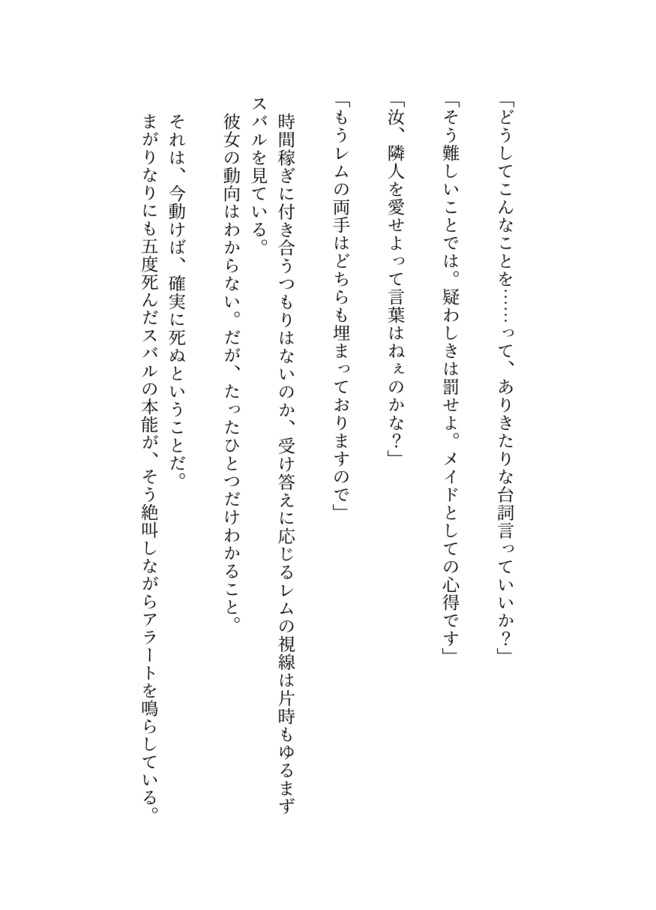 「どうしてこんなことを……って、ありきたりな台詞言っていいか？」
「そう難しいことでは。疑わしきは罰せよ。メイドとしての心得です」
「汝、隣人を愛せよって言葉はねぇのかな？」
「もうレムの両手はどちらも埋まっておりますので」
時間稼ぎに付き合うつもりはないのか、受け答えに応じるレムの視線は片時もゆるまず
スバルを見ている。
彼女の動向はわからない。だが、たったひとつだけわかること。
それは、今動けば、確実に死ぬということだ。
まがりなりにも五度死んだスバルの本能が、そう絶叫しながらアラートを鳴らしている。